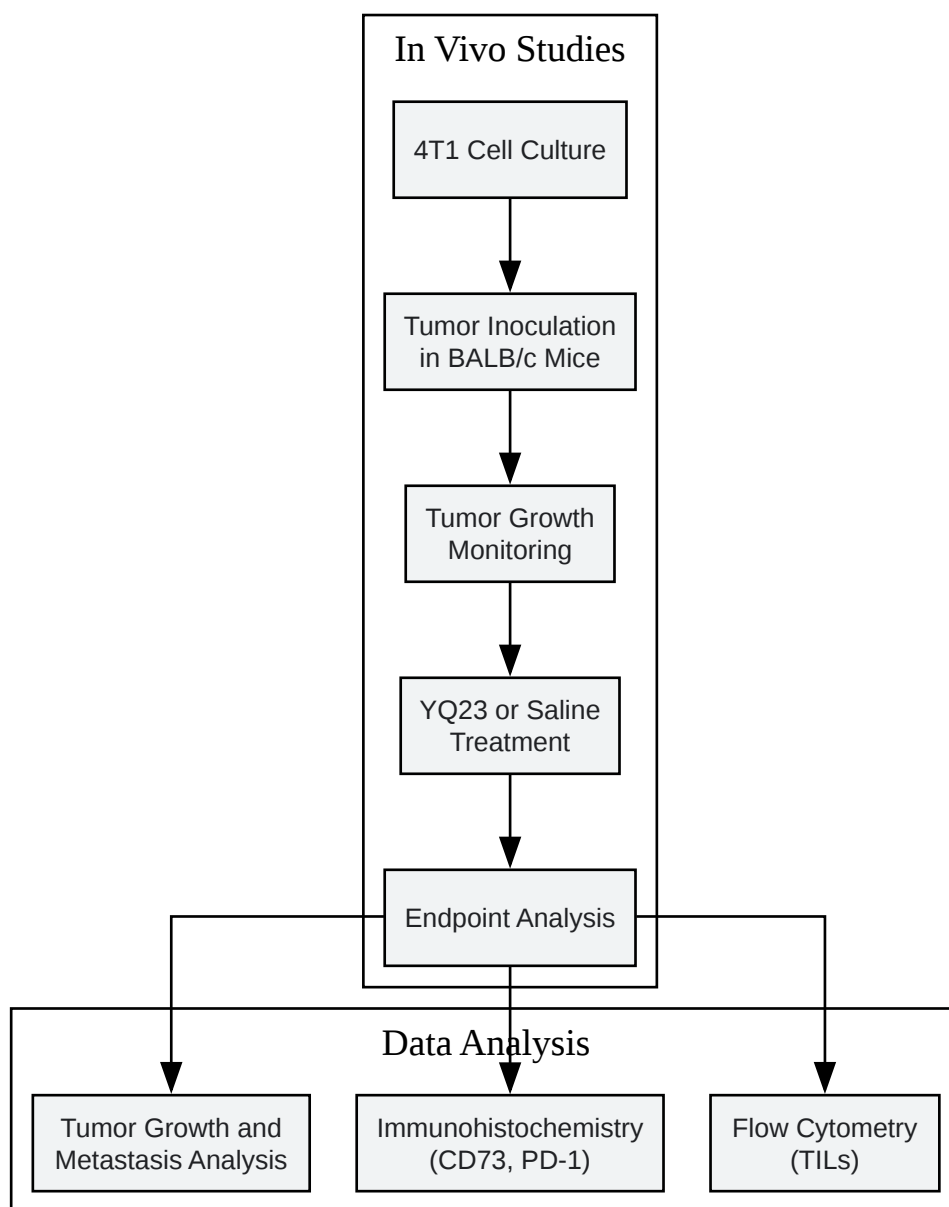 In Vivo Studies
4T1 Cell Culture
Tumor Inoculation
in BALB/c Mice
Tumor Growth
Monitoring
YQ23 or Saline
Treatment
Endpoint Analysis
Data Analysis
Tumor Growth and
Metastasis Analysis
Immunohistochemistry
(CD73, PD-1)
Flow Cytometry
(TILs)